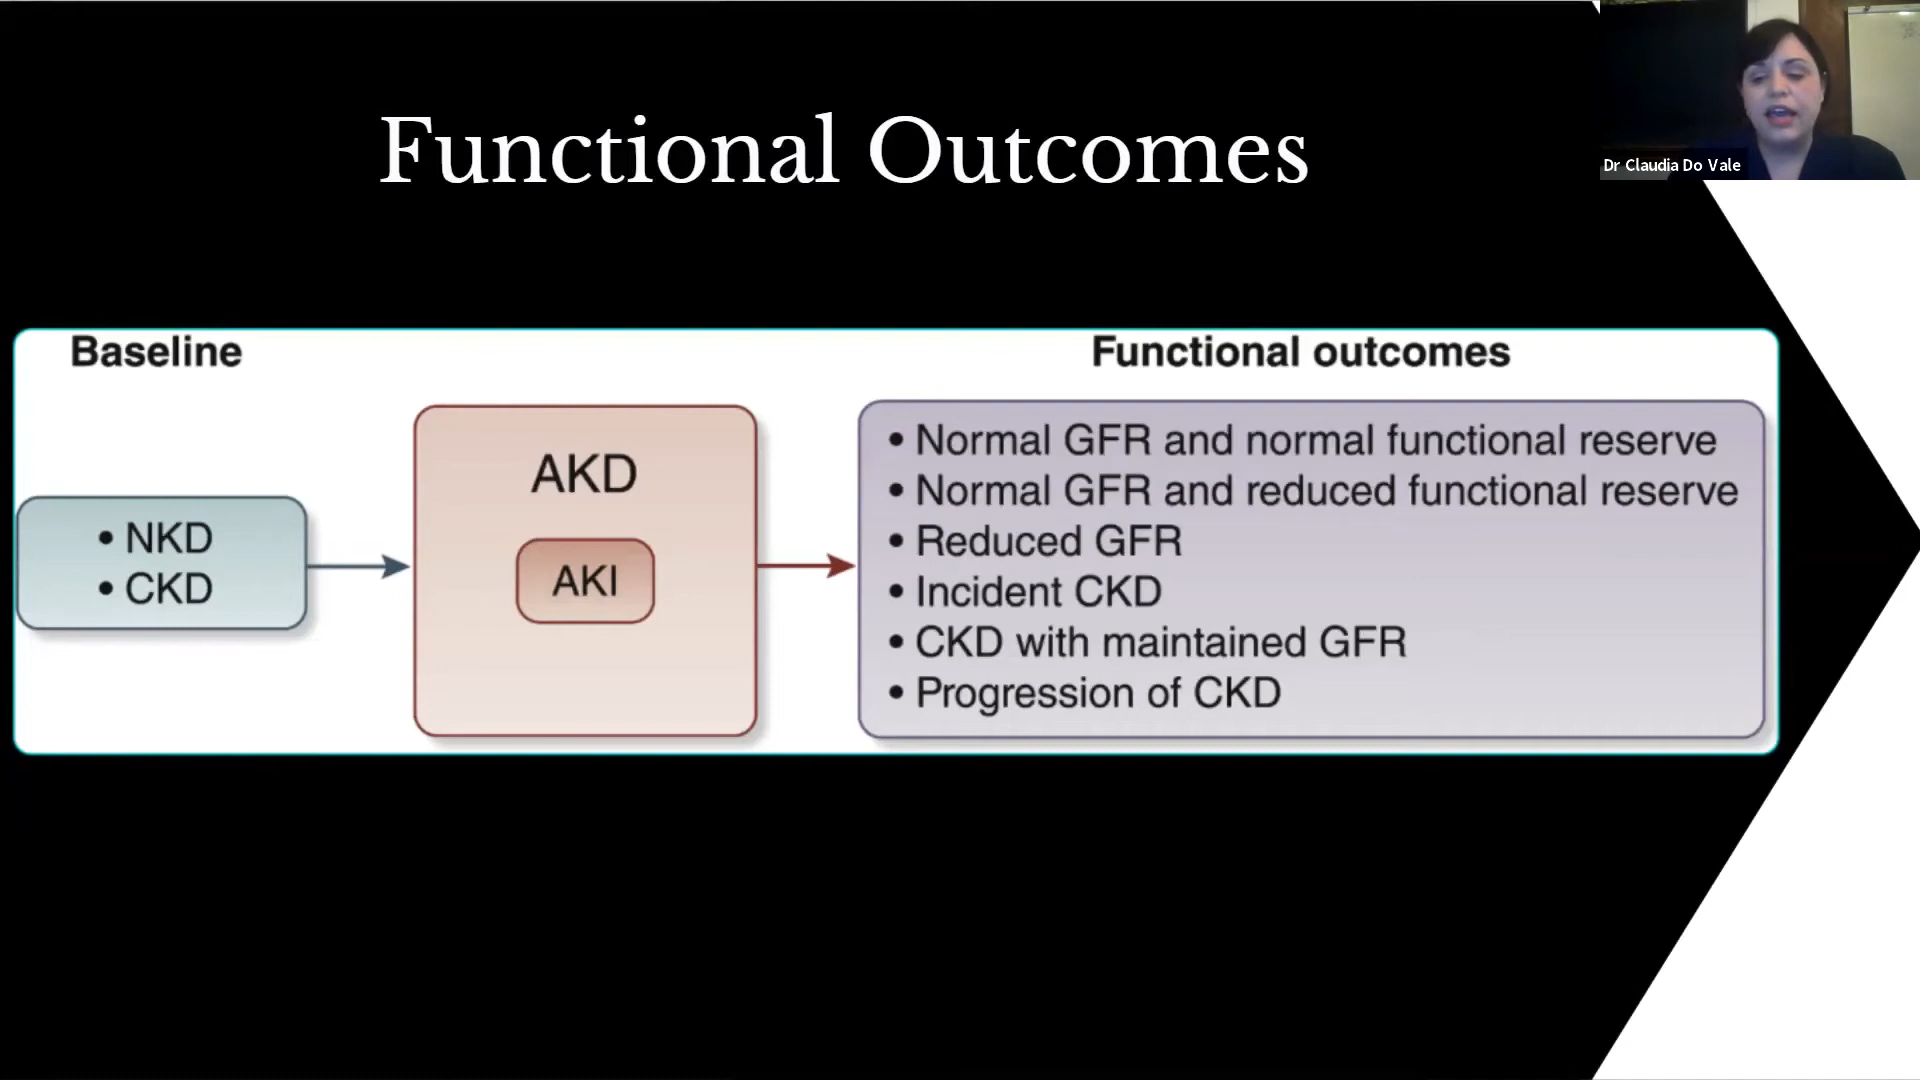 Functional Outcomes
Dr Claudia Do Vale
Baseline
Functional outcomes
• NKD
• CKD
AKD
AKI
• Normal GFR and normal functional reserve
• Normal GFR and reduced functional reserve
• Reduced GFR
• Incident CKD
• CKD with maintained GFR
• Progression of CKD